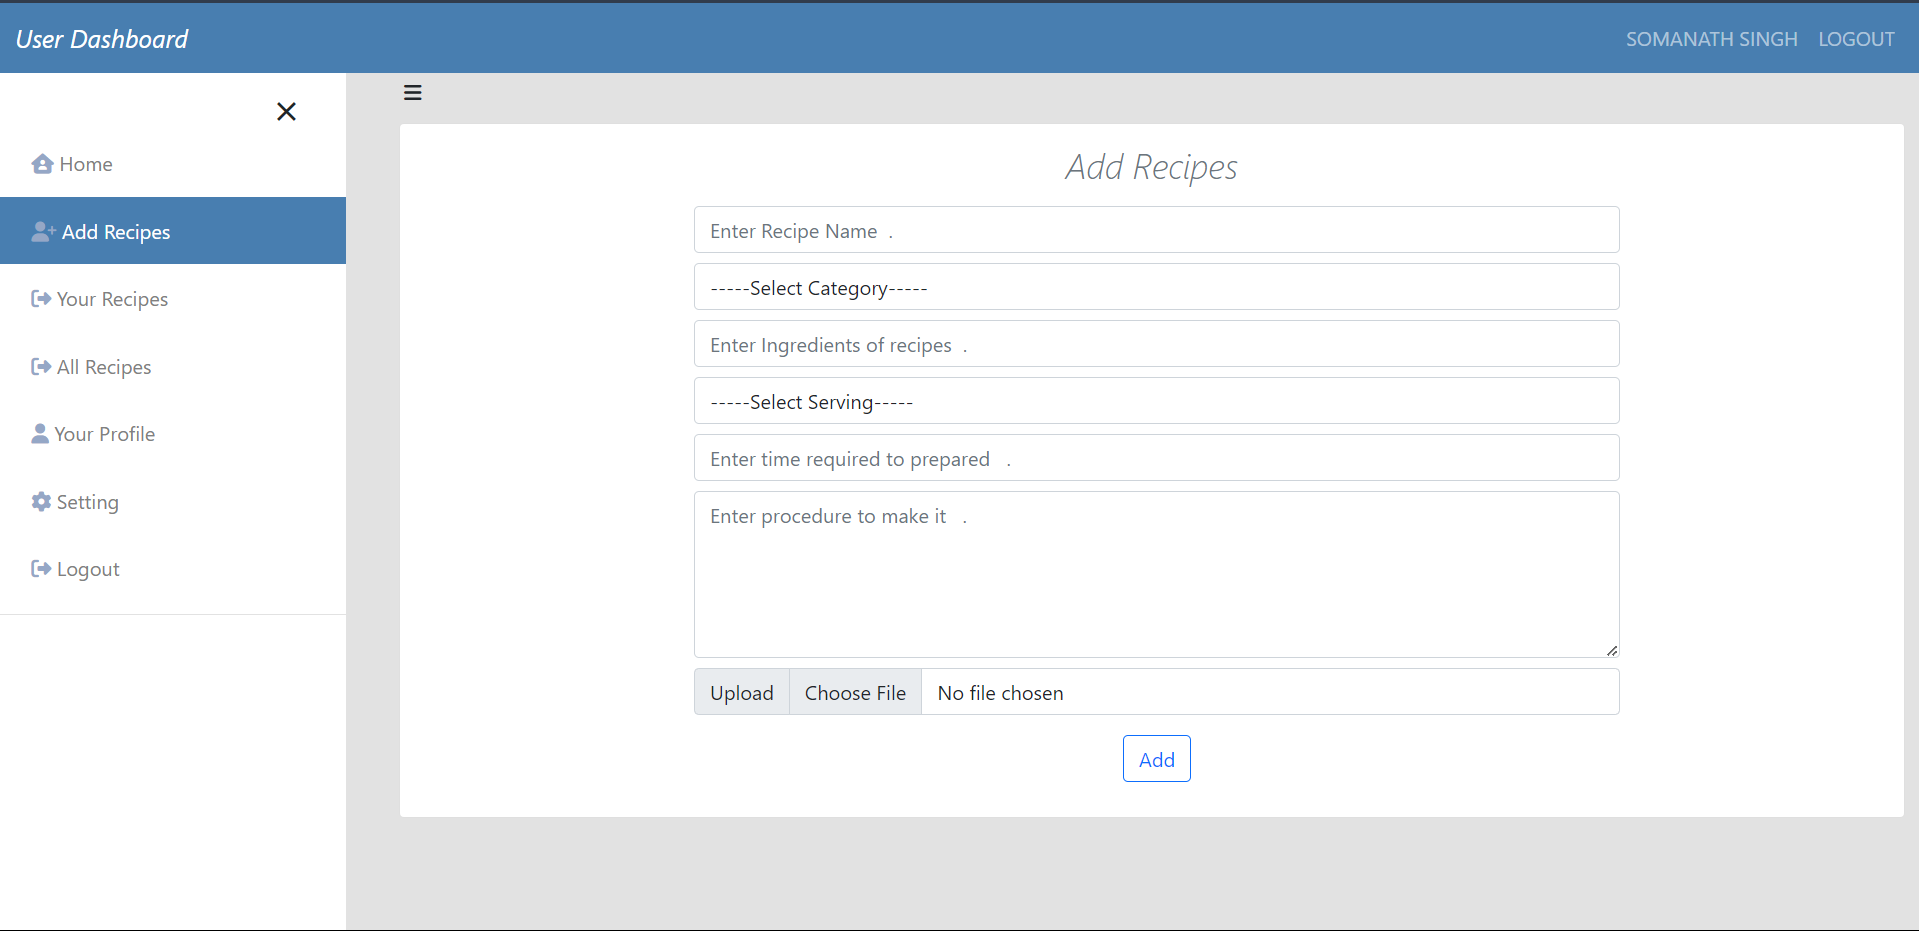 User Dashboard
SOMANATH SINGH LOGOUT
Home
Add Recipes
Your Recipes
All Recipes
Your Profile
Setting
Logout
Add Recipes
Enter Recipe Name  .
-----Select Category-----
Enter Ingredients of recipes  .
-----Select Serving-----
Enter time required to prepared   .
Enter procedure to make it   .
Upload Choose File No file chosen
Add